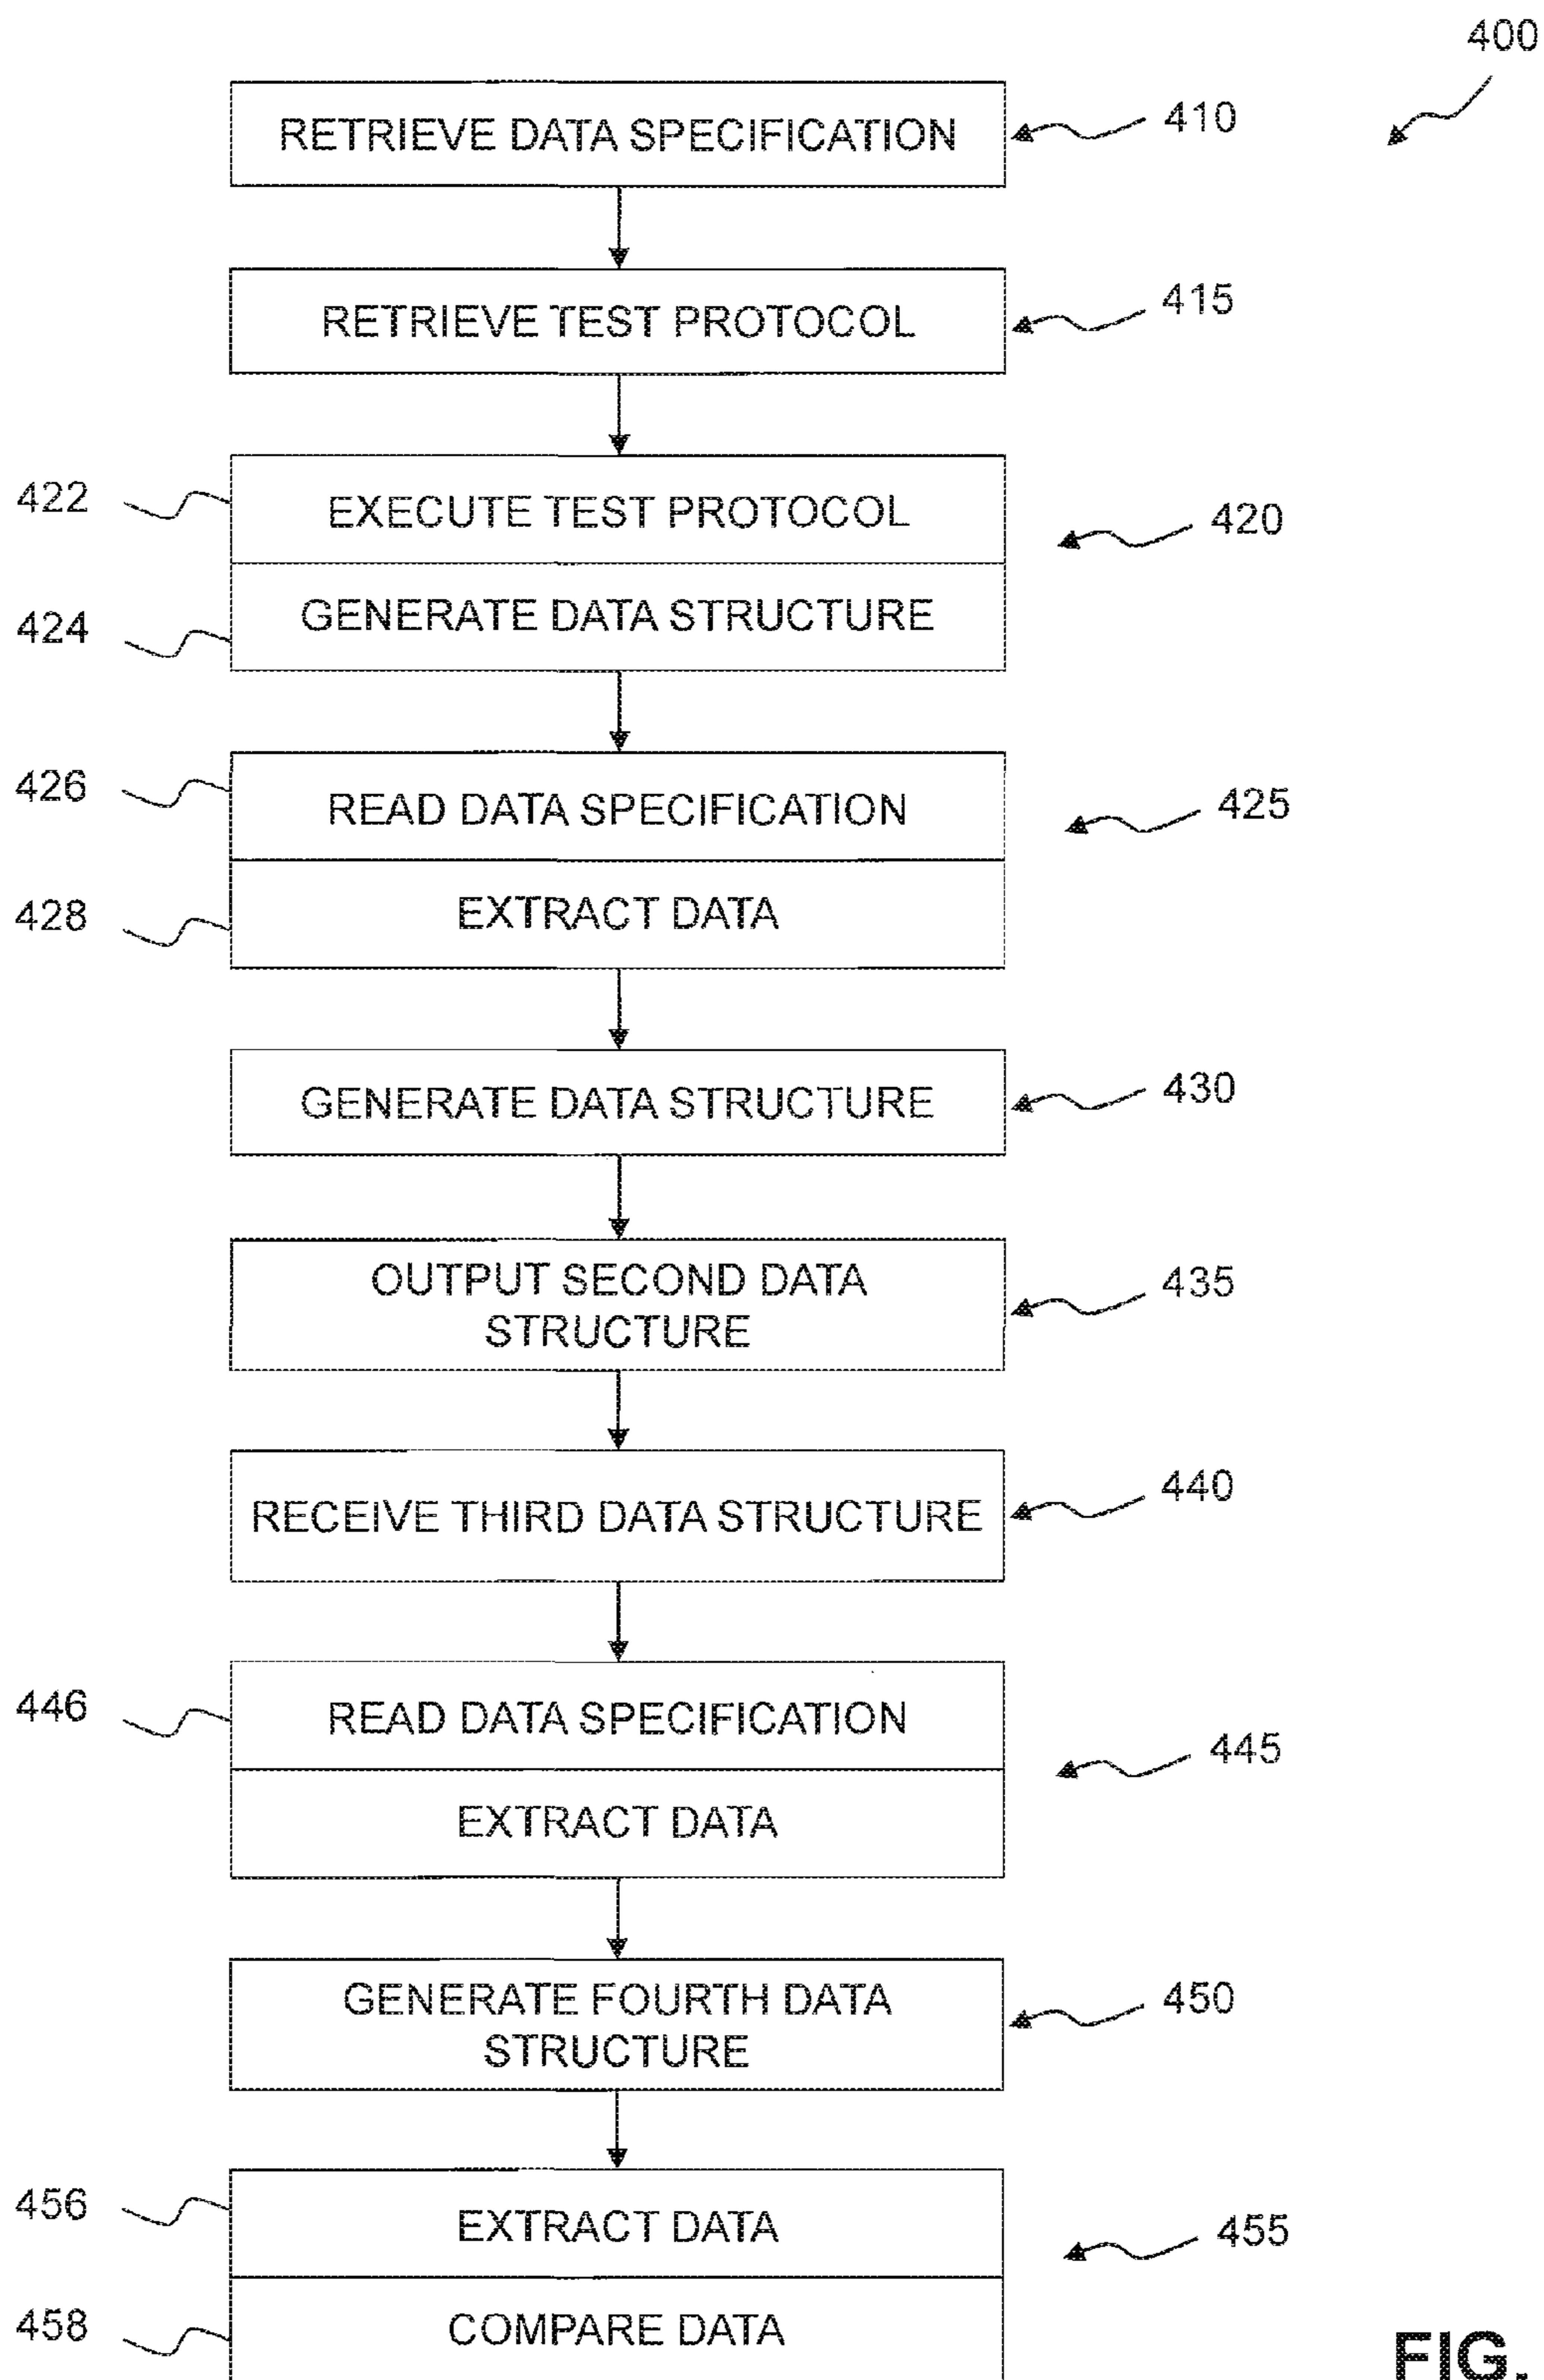 400
RETRIEVE DATA SPECIFICATION
410
RETRIEVE TEST PROTOCOL
415
422
EXECUTE TEST PROTOCOL
420
424
GENERATE DATA STRUCTURE
426
READ DATA SPECIFICATION
425
428
EXTRACT DATA
GENERATE DATA STRUCTURE
430
OUTPUT SECOND DATA
STRUCTURE
435
RECEIVE THIRD DATA STRUCTURE
440
446
READ DATA SPECIFICATION
445
EXTRACT DATA
GENERATE FOURTH DATA
STRUCTURE
450
456
EXTRACT DATA
455
458
COMPARE DATA
FIG.